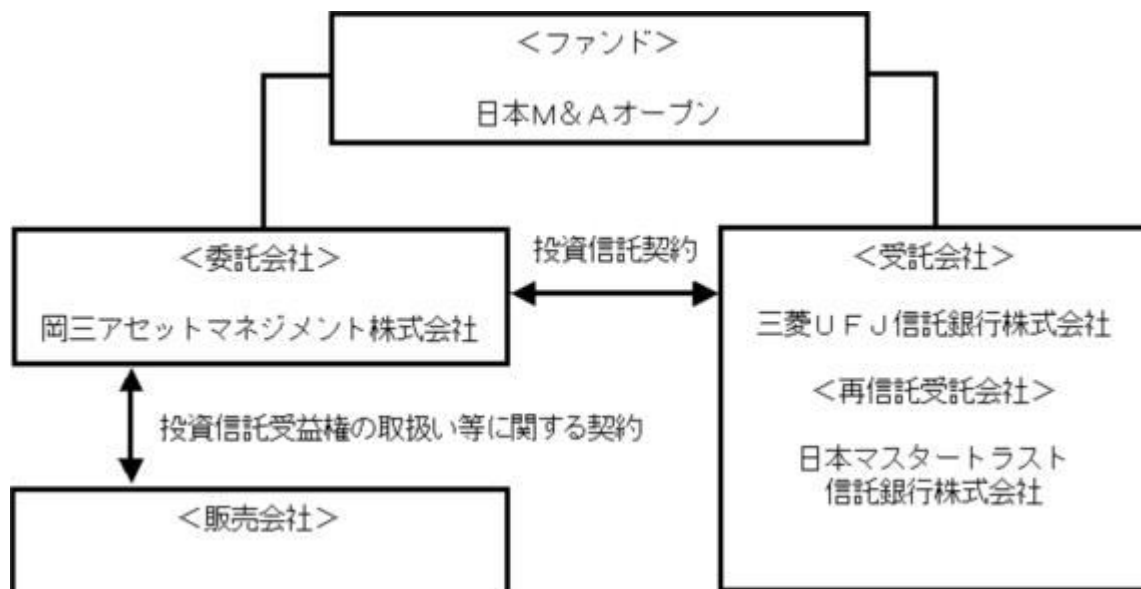 ＜ファンド＞
日本Ｍ＆Ａオープン
＜委託会社＞
岡三アセットマネジメント株式会社
投資信託契約
＜受託会社＞
三菱ＵＦＪ信託銀行株式会社
＜再信託受託会社＞
日本マスタートラスト
信託銀行株式会社
投資信託受益権の取扱い等に関する契約
＜販売会社＞